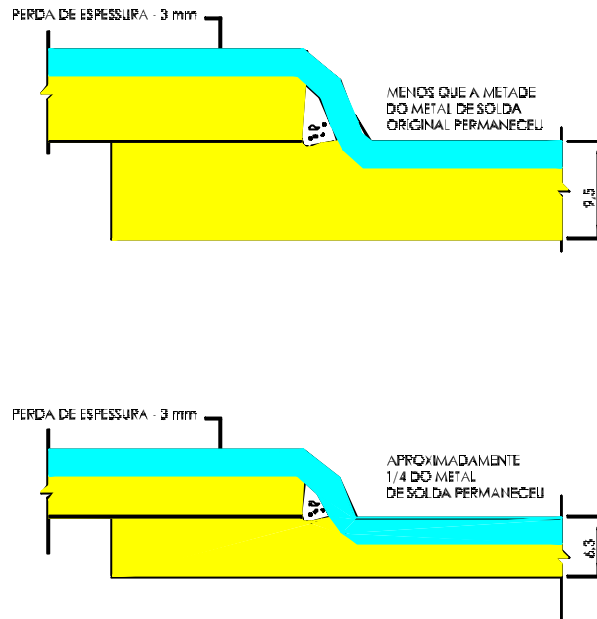 PERDA DE ESPESSURA - 3 mm
MENOS QUE A METADE
DO METAL DE SOLDA
ORIGINAL PERMANECEU
9,5
PERDA DE ESPESSURA - 3 mm
APROXIMADAMENTE
1/4 DO METAL
DE SOLDA PERMANECEU
6,3